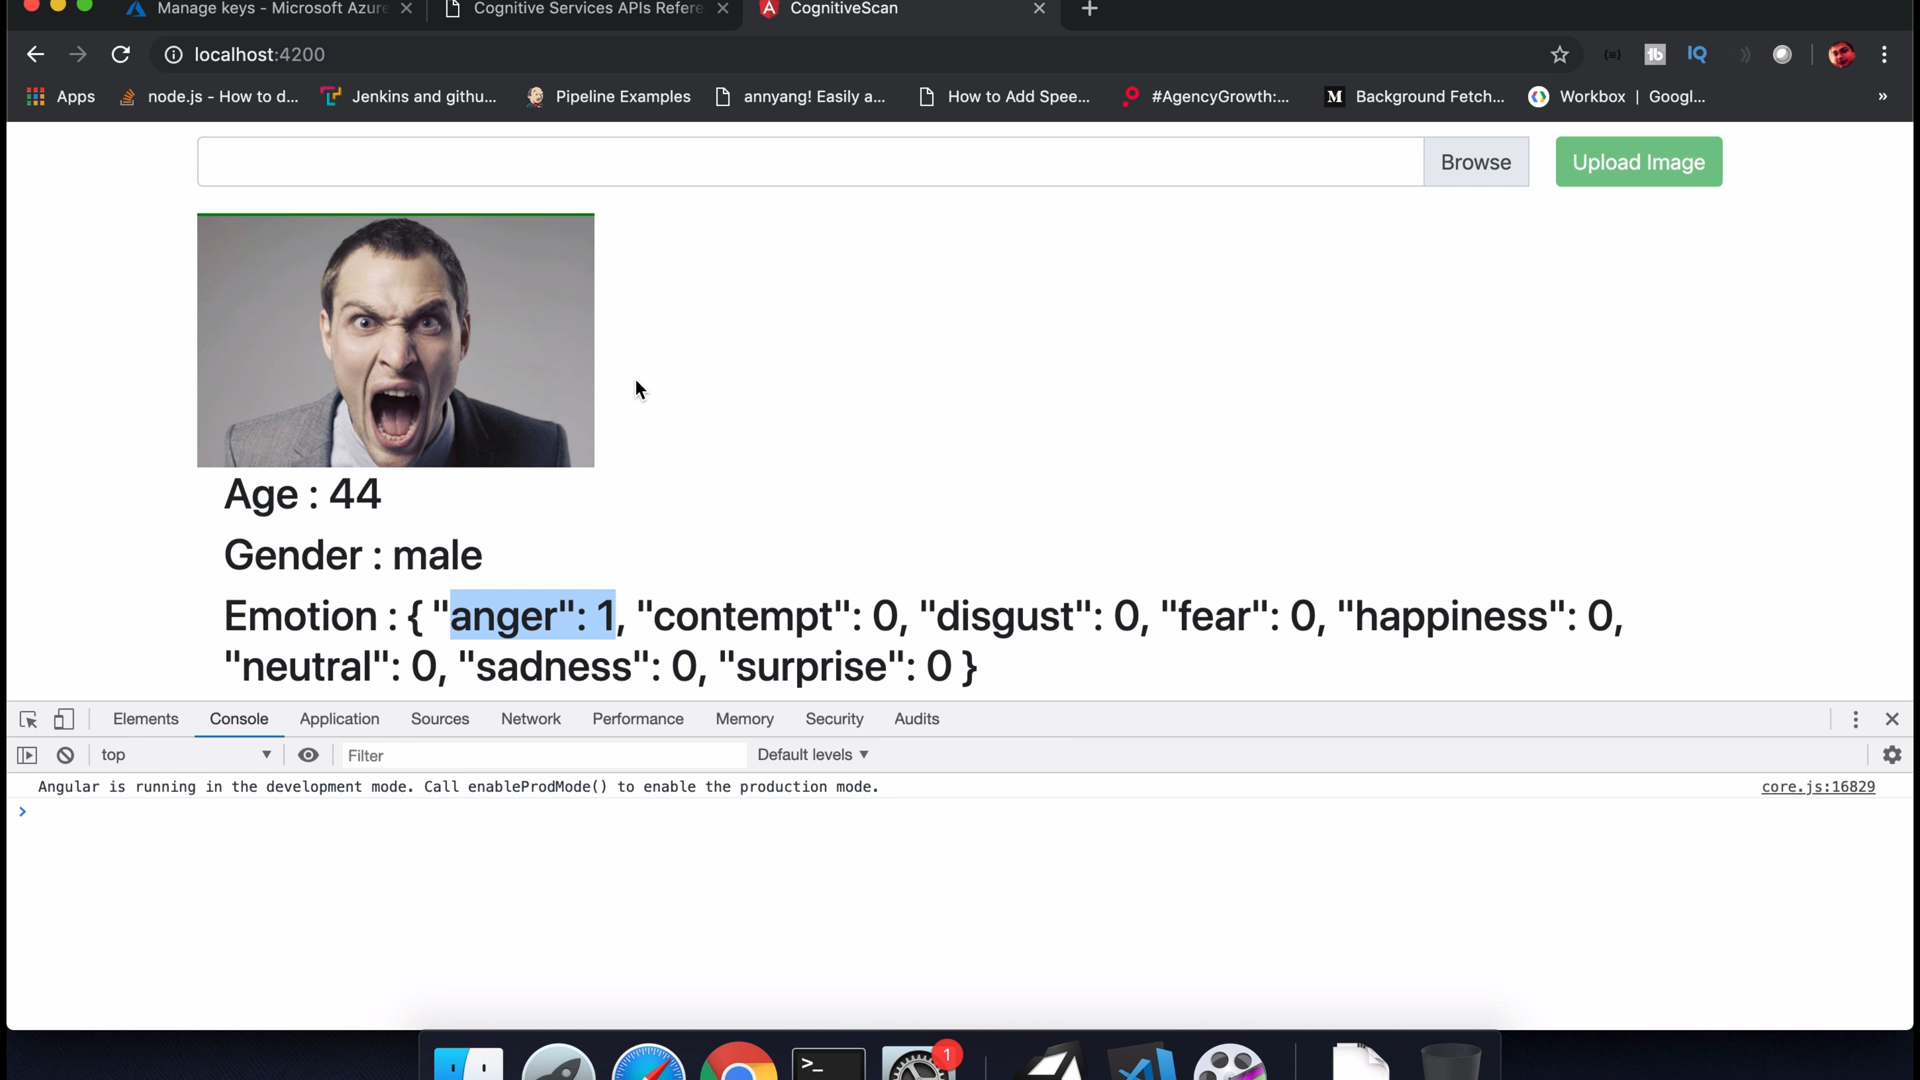 Manage keys - Microsoft Azure
Cognitive Services APIs Refere
CognitiveScan
localhost:4200
Apps
node.js - How to d...
Jenkins and githu...
Pipeline Examples
annyang! Easily a...
How to Add Spee...
#AgencyGrowth:...
M
Background Fetch...
Workbox | Googl...
»
Browse
Upload Image
Age : 44
Gender : male
Emotion : { "anger": 1, "contempt": 0, "disgust": 0, "fear": 0, "happiness": 0,
"neutral": 0, "sadness": 0, "surprise": 0 }
Elements
Console
Application
Sources
Network
Performance
Memory
Security
Audits
top
Filter
Default levels
Angular is running in the development mode. Call enableProdMode() to enable the production mode.
core.js:16829
1